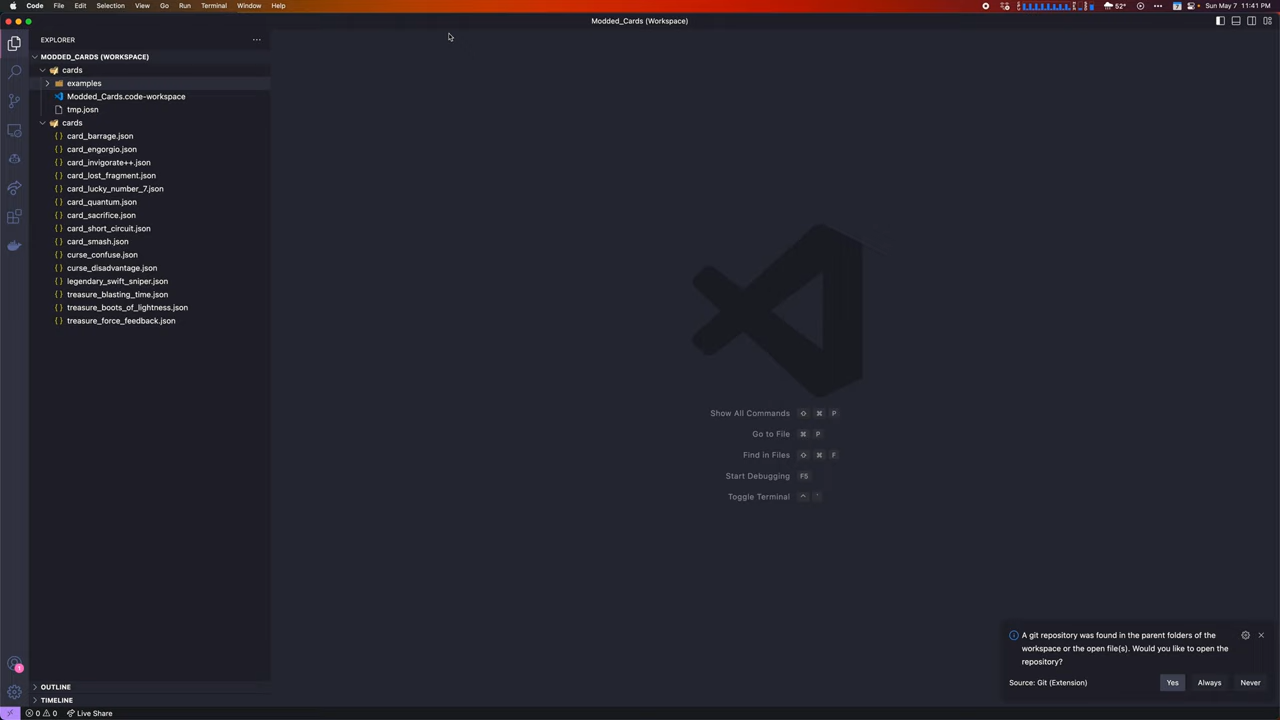 Code File Edit Selection View Go Run Terminal Window Help
52° Sun May 7 11:41 PM
Modded_Cards (Workspace)
EXPLORER
MODDED_CARDS (WORKSPACE)
cards
examples
Modded_Cards.code-workspace
tmp.josn
cards
card_barrage.json
card_engorgio.json
card_invigorate++.json
card_lost_fragment.json
card_lucky_number_7.json
card_quantum.json
card_sacrifice.json
card_short_circuit.json
card_smash.json
curse_confuse.json
curse_disadvantage.json
legendary_swift_sniper.json
treasure_blasting_time.json
treasure_boots_of_lightness.json
treasure_force_feedback.json
Show All Commands ⇧ ⌘ P
Go to File ⌘ P
Find in Files ⇧ ⌘ F
Start Debugging F5
Toggle Terminal ^ `
A git repository was found in the parent folders of the
workspace or the open file(s). Would you like to open the
repository?
Source: Git (Extension) Yes Always Never
OUTLINE
TIMELINE
1
0 0 Live Share